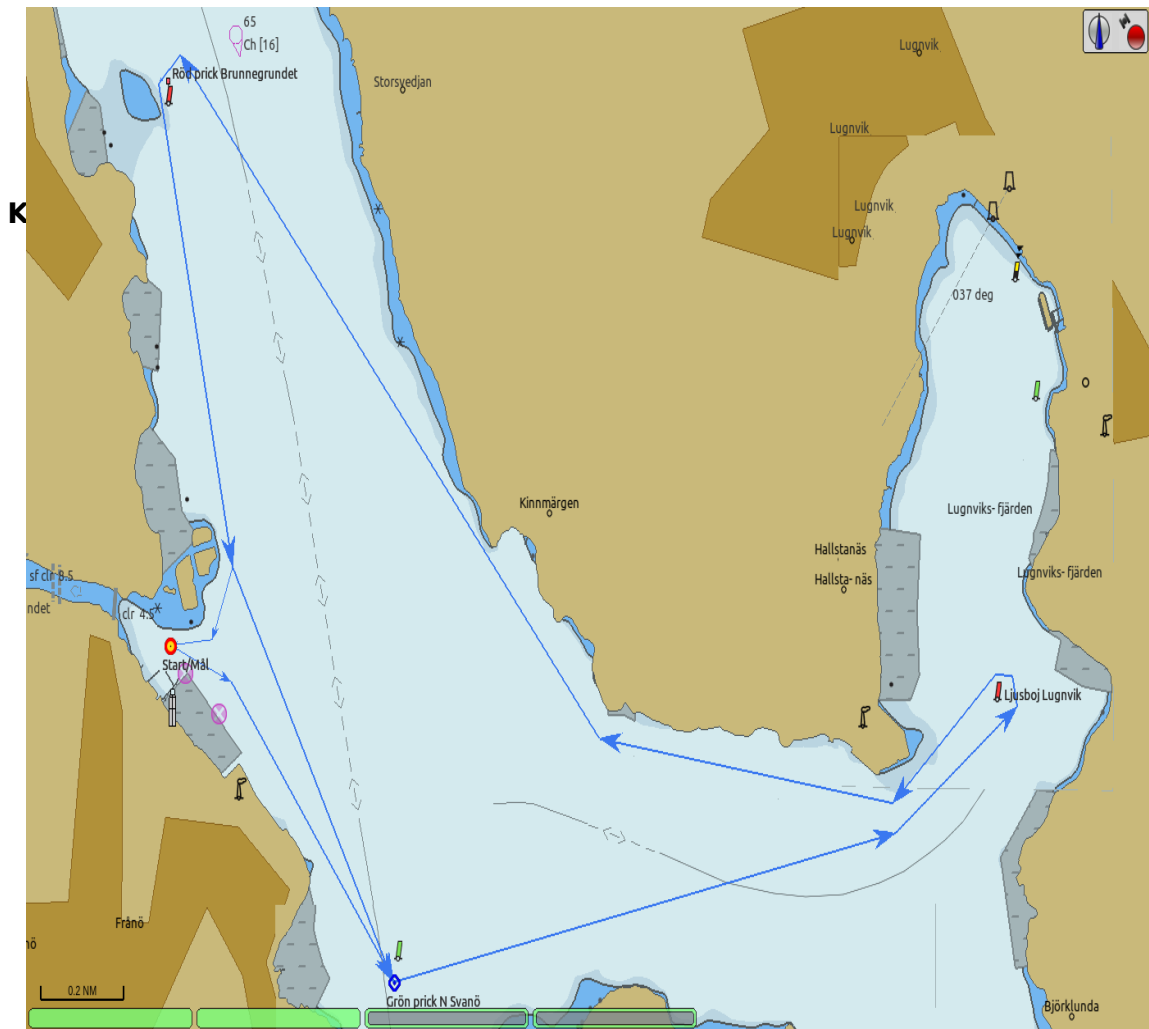 65
Ch [16]
Röd prick Brunnegrundet
Storsvedjan
Lugnvik
Lugnvik
K
Lugnvik
Lugnvik
037 deg
Kinnmärgen
Lugnviks- fjärden
Hallstanäs
Hallsta- näs
Lugnviks- fjärden
sf clr 8.5
ndet
clr 4.5
Start/Mål
Ljusboj Lugnvik
Frånö
nö
0.2 NM
Grön prick N Svanö
Björklunda